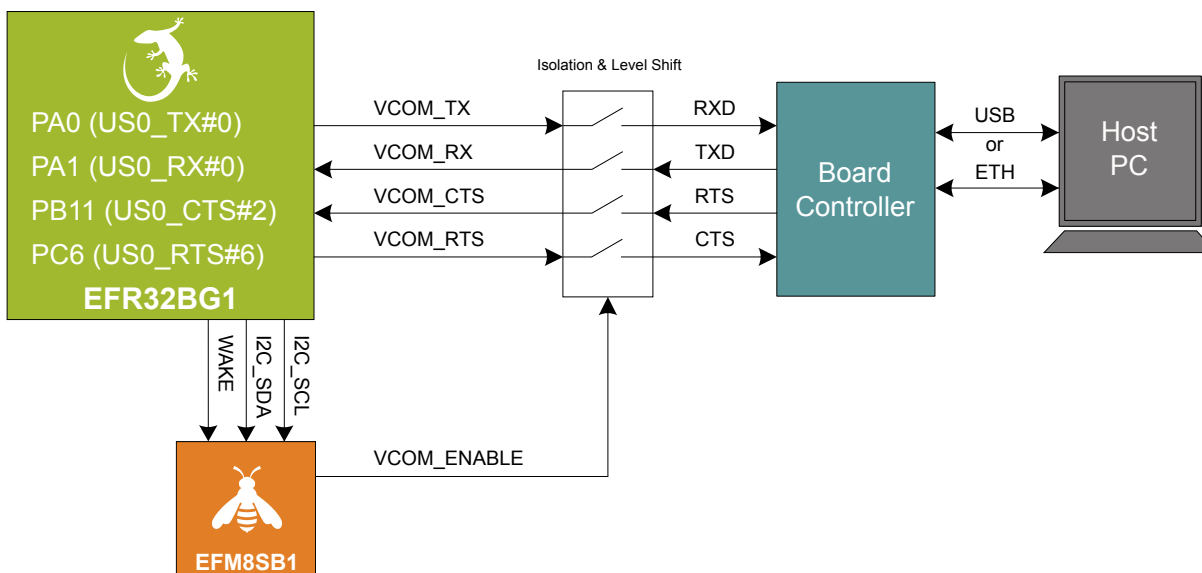 Isolation & Level Shift
PA0 (US0_TX#0)
PA1 (US0_RX#0)
PB11 (US0_CTS#2)
PC6 (US0_RTS#6)
EFR32BG1
VCOM_TX
VCOM_RX
VCOM_CTS
VCOM_RTS
RXD
TXD
RTS
CTS
Board
Controller
USB
or
ETH
Host
PC
WAKE
I2C_SDA
I2C_SCL
VCOM_ENABLE
EFM8SB1